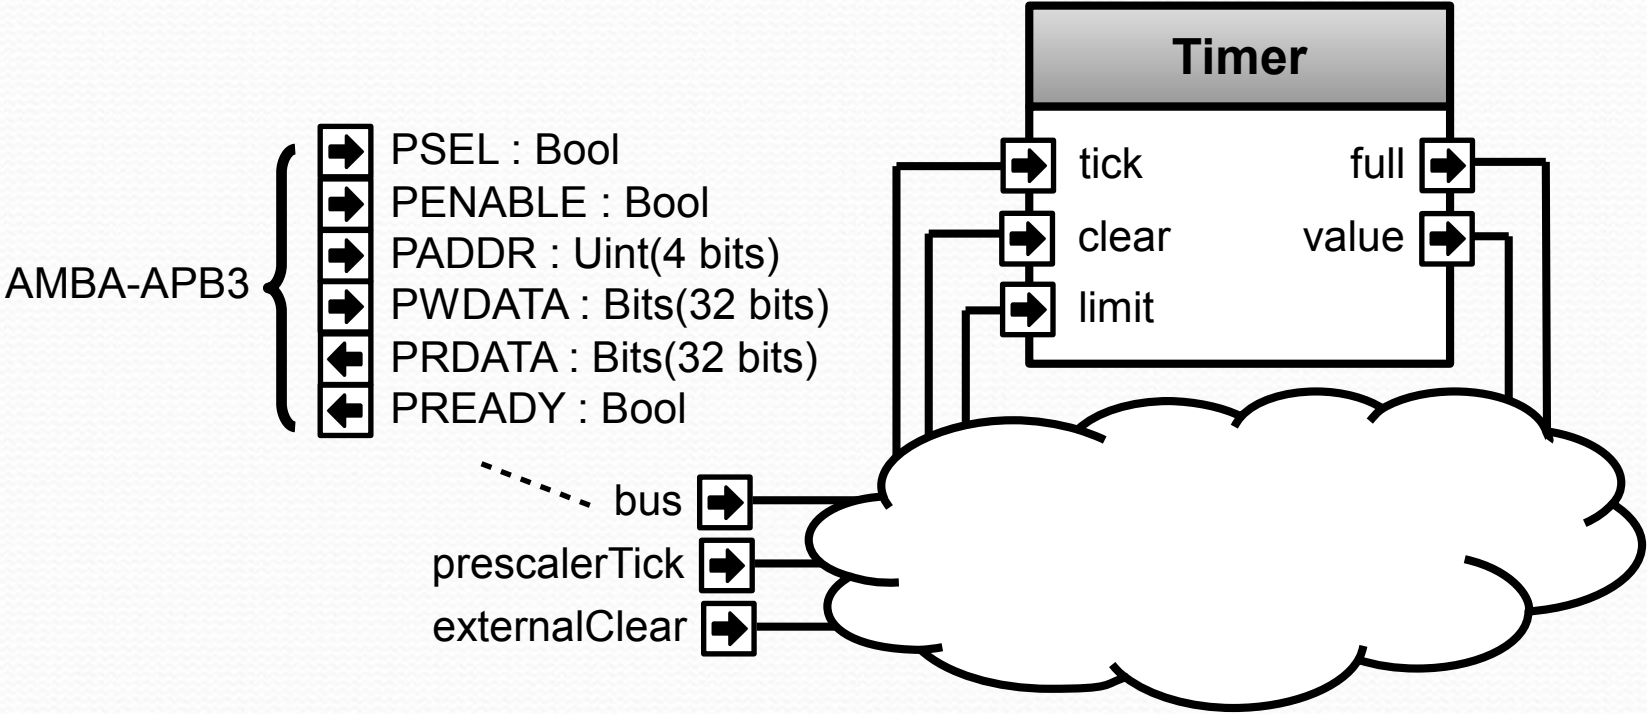 Timer
tick
full
clear
value
limit
AMBA-APB3
PSEL : Bool
PENABLE : Bool
PADDR : Uint(4 bits)
PWDATA : Bits(32 bits)
PRDATA : Bits(32 bits)
PREADY : Bool
bus
prescalerTick
externalClear